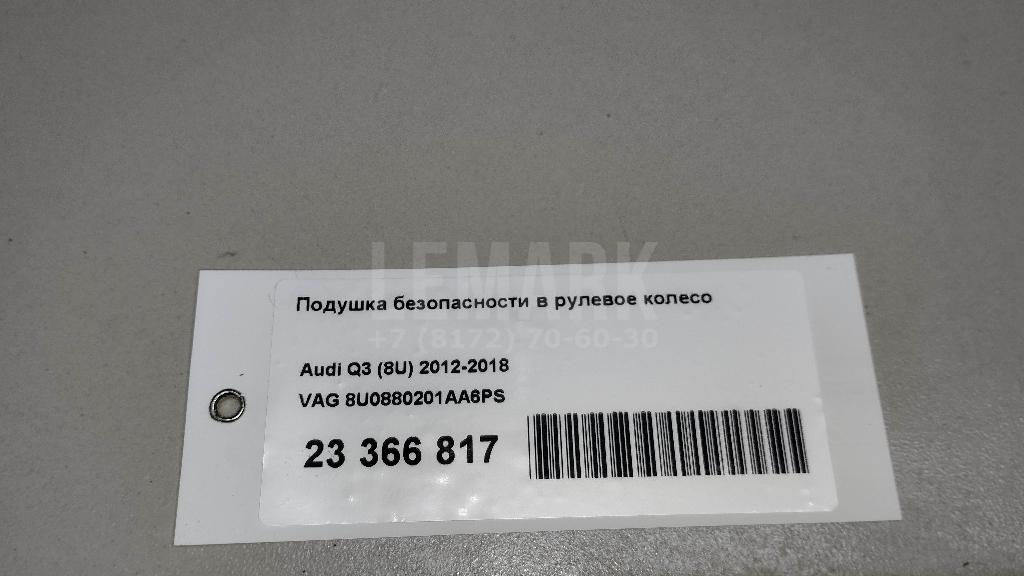 LEMARK
Подушка безопасности в рулевое колесо
+7 (8172) 70-60-30
Audi Q3 (8U) 2012-2018
VAG 8U0880201AA6PS
23 366 817